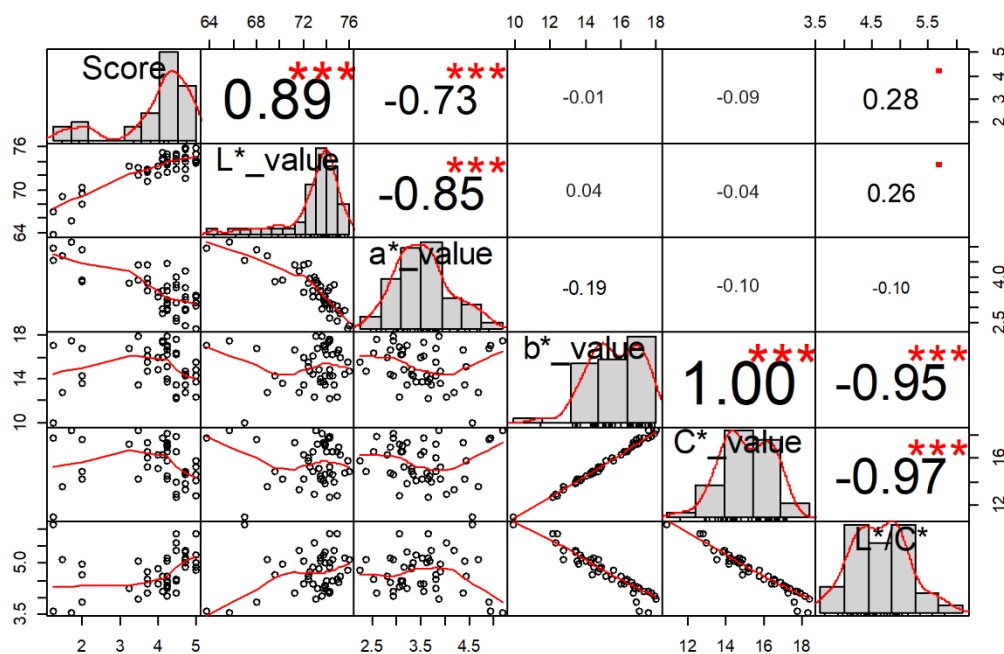 64 68 72 76 10 12 14 16 18 3.5 4.5 5.5
Score *** *** ▪
0.89 -0.73 -0.01 -0.09 0.28 2 3 4 5
64 70 76 L*_value *** ▪
-0.85 0.04 -0.04 0.26
a*_value -0.19 -0.10 -0.10 2.5 4.0
10 14 18 b*_value *** ***
1.00 -0.95
C*_value *** 12 16
-0.97
3.5 5.0 L*/C*
2 3 4 5 2.5 3.5 4.5 12 14 16 18